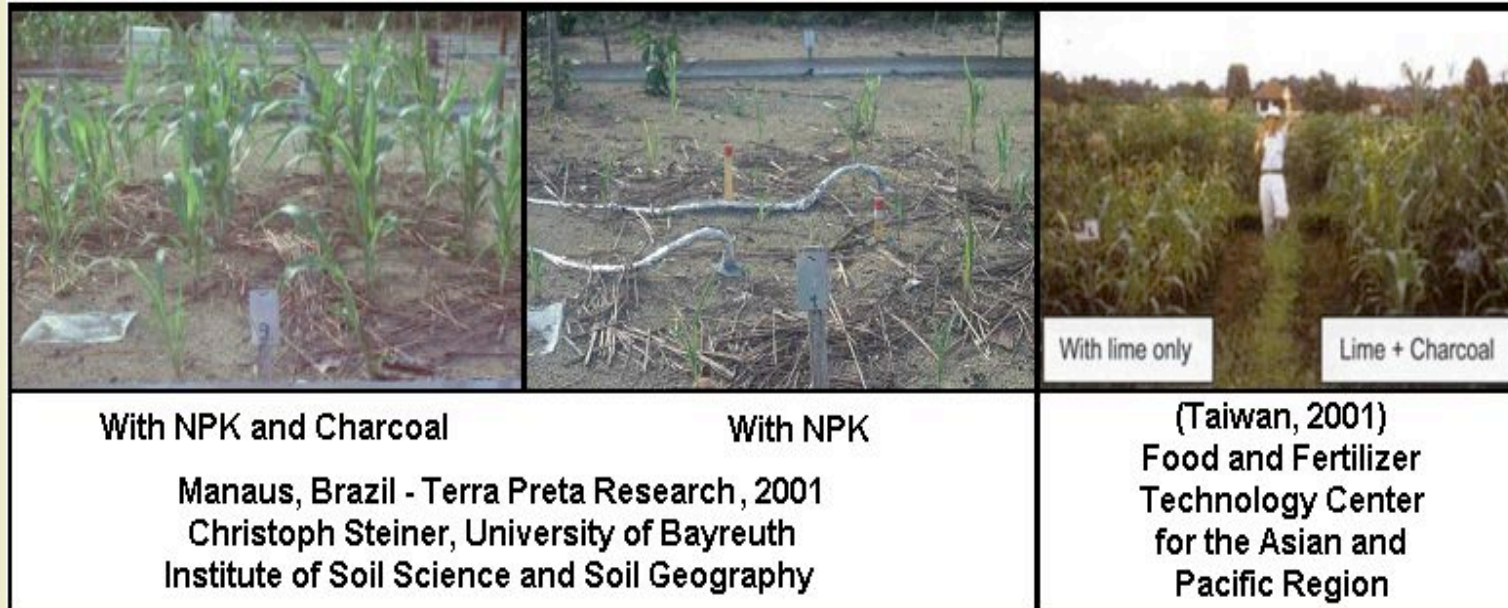 With lime only
Lime + Charcoal
With NPK and Charcoal
With NPK
Manaus, Brazil - Terra Preta Research, 2001
Christoph Steiner, University of Bayreuth
Institute of Soil Science and Soil Geography
(Taiwan, 2001)
Food and Fertilizer
Technology Center
for the Asian and
Pacific Region